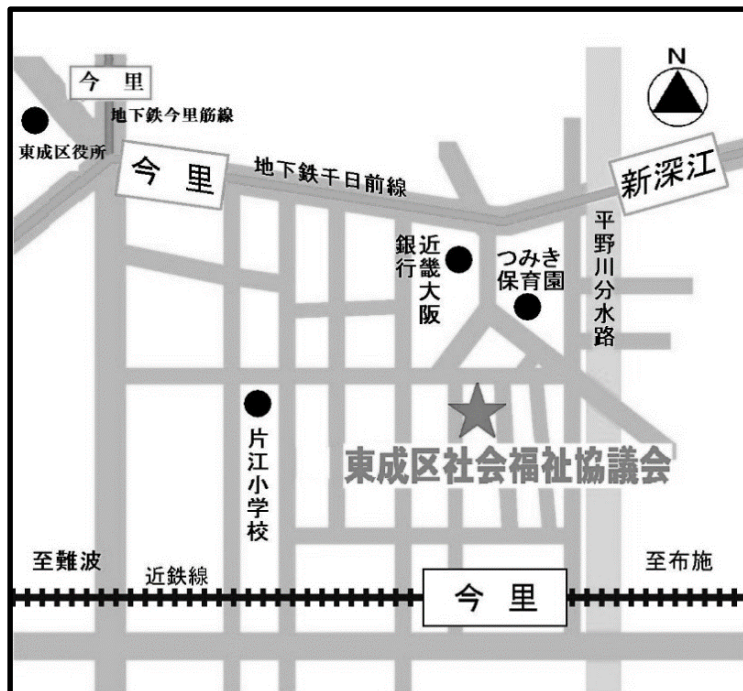 N
今里
地下鉄今里筋線
東成区役所
今里
地下鉄千日前線
新深江
近畿大阪
銀行
つみき
保育園
平野川分水路
片江小学校
東成区社会福祉協議会
至難波
近鉄線
今里
至布施